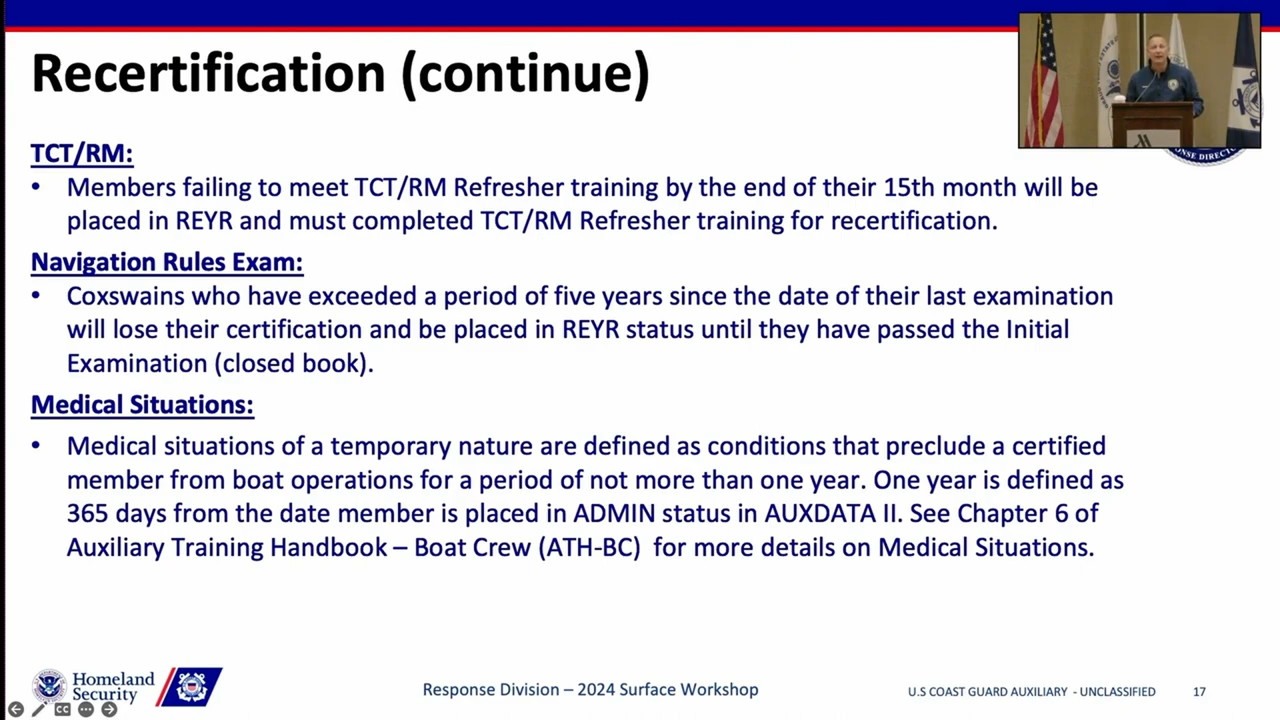 Recertification (continue)
TCT/RM:
• Members failing to meet TCT/RM Refresher training by the end of their 15th month will be
placed in REYR and must completed TCT/RM Refresher training for recertification.
Navigation Rules Exam:
• Coxswains who have exceeded a period of five years since the date of their last examination
will lose their certification and be placed in REYR status until they have passed the Initial
Examination (closed book).
Medical Situations:
• Medical situations of a temporary nature are defined as conditions that preclude a certified
member from boat operations for a period of not more than one year. One year is defined as
365 days from the date member is placed in ADMIN status in AUXDATA II. See Chapter 6 of
Auxiliary Training Handbook – Boat Crew (ATH-BC) for more details on Medical Situations.
Homeland
Security
Response Division – 2024 Surface Workshop
U.S COAST GUARD AUXILIARY - UNCLASSIFIED
17
CC